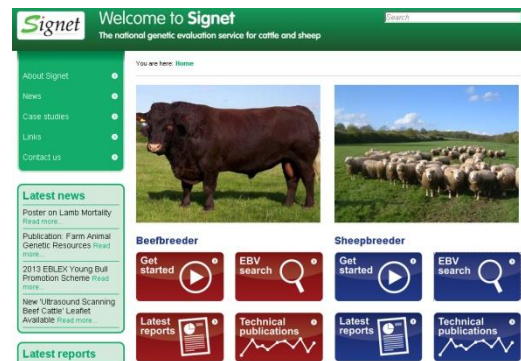 Signet
Welcome to Signet
The national genetic evaluation service for cattle and sheep
Search
You are here: Home
About Signet
News
Case studies
Links
Contact us
Latest news
Poster on Lamb Mortality
Read more...
Publication: Farm Animal
Genetic Resources Read
more...
2013 EBLEX Young Bull
Promotion Scheme Read
more...
New 'Ultrasound Scanning
Beef Cattle' Leaflet
Available Read more...
Latest reports
Beefbreeder
Get
started
EBV
search
Latest
reports
Technical
publications
Sheepbreeder
Get
started
EBV
search
Latest
reports
Technical
publications